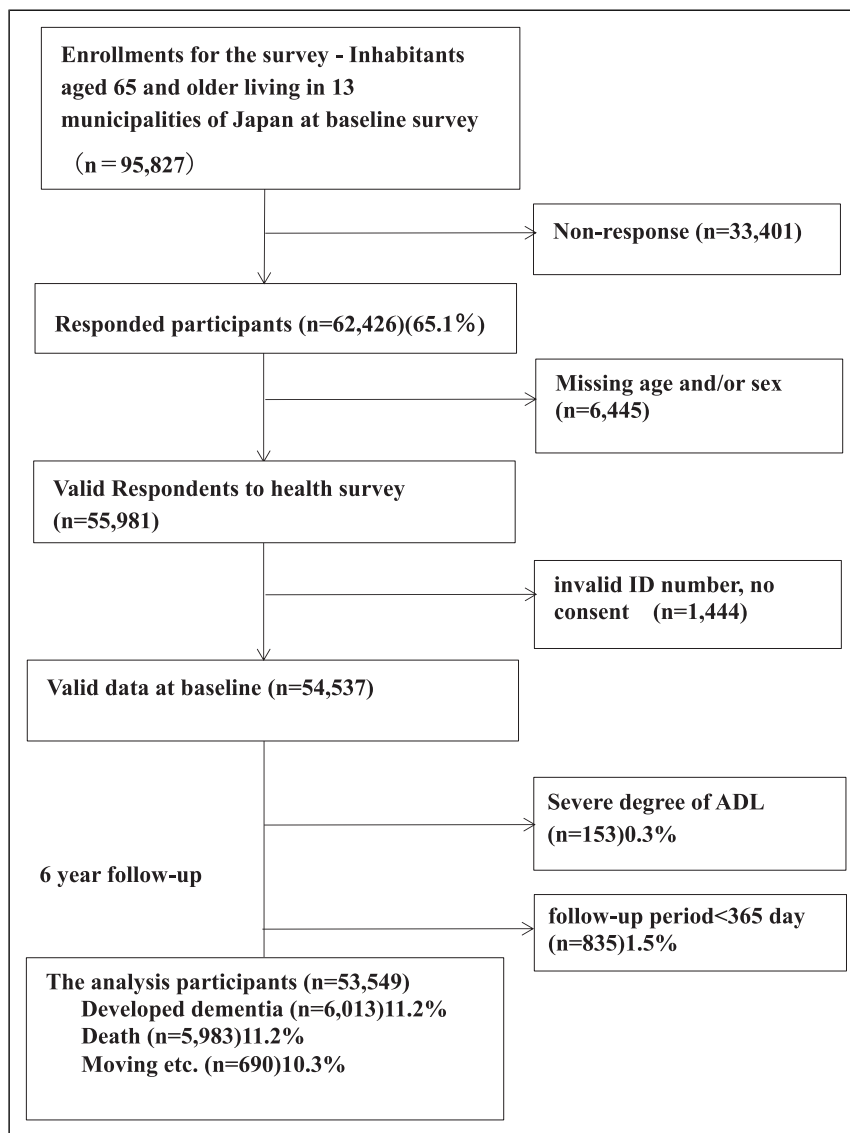 Enrollments for the survey - Inhabitants
aged 65 and older living in 13
municipalities of Japan at baseline survey
（n＝95,827）
Non-response (n=33,401)
Responded participants (n=62,426)(65.1％)
Missing age and/or sex
(n=6,445)
Valid Respondents to health survey
(n=55,981)
invalid ID number, no
consent　(n=1,444)
Valid data at baseline (n=54,537)
Severe degree of ADL
(n=153)0.3%
6 year follow-up
follow-up period<365 day
(n=835)1.5%
The analysis participants (n=53,549)
Developed dementia (n=6,013)11.2%
Death (n=5,983)11.2%
Moving etc. (n=690)10.3%